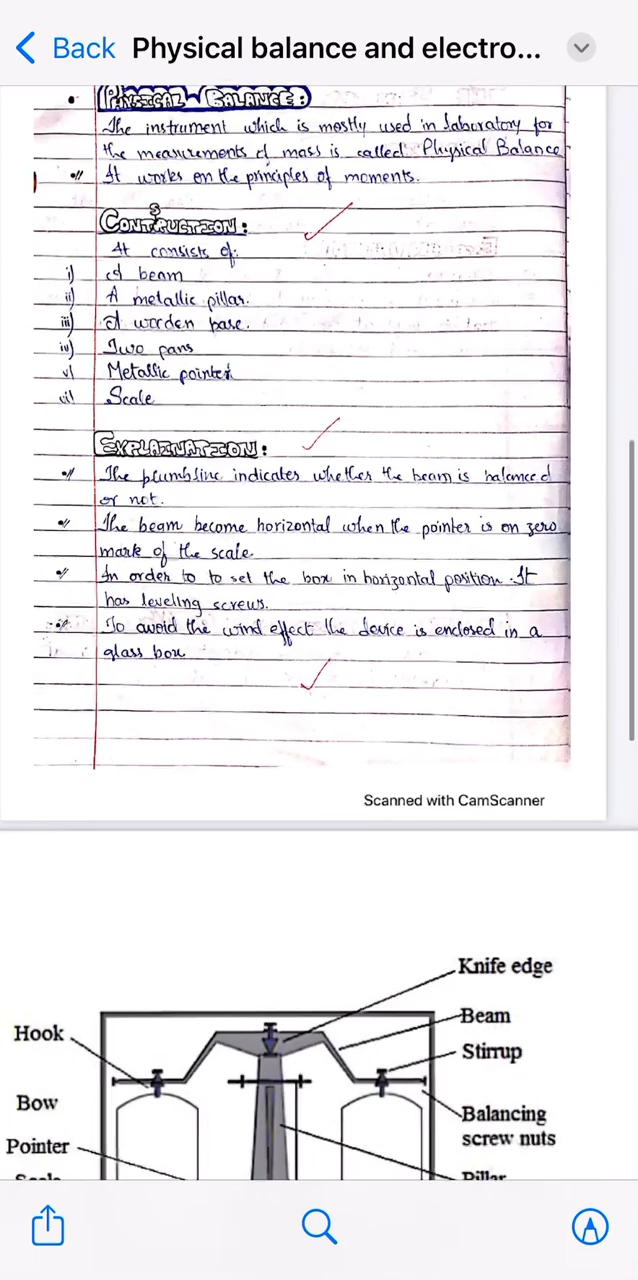 Back Physical balance and electro...
PHYSICAL BALANCE:
The instrument which is mostly used in laboratory for
the measurements of mass is called Physical Balance
It works on the principles of moments.
CONTSRUCTION:
It consists of:
i) A beam
ii) A metallic pillar.
iii) A wooden base.
iv) Two pans
v) Metallic pointer
vi) Scale
EXPLAINATION:
The plumbline indicates whether the beam is balanced
or not.
The beam become horizontal when the pointer is on zero
mark of the scale.
In order to to set the box in horizontal position. It
has leveling screws.
To avoid the wind effect the device is enclosed in a
glass box
Scanned with CamScanner
Knife edge
Beam
Hook
Stirrup
Bow
Balancing
screw nuts
Pointer
Pillar
Scale